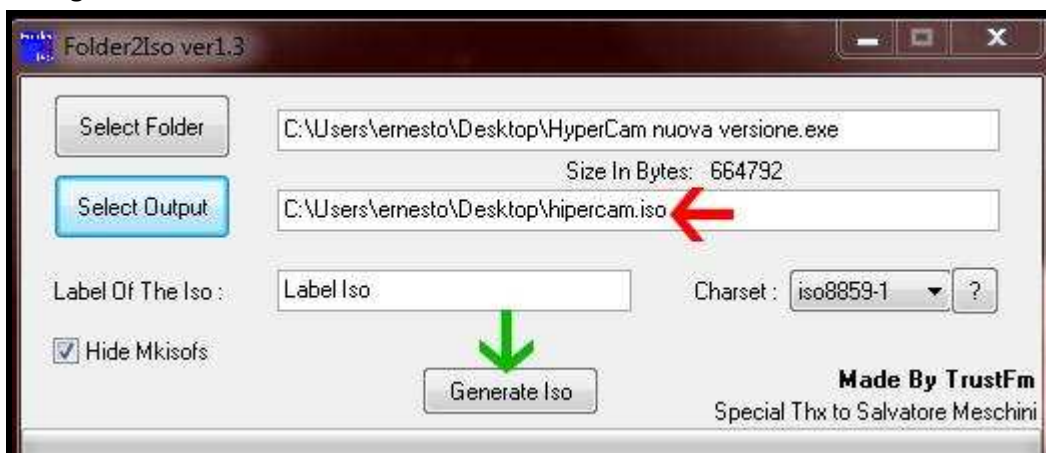 Folder2Iso ver1.3
Select Folder
C:\Users\ernesto\Desktop\HyperCam nuova versione.exe
Size In Bytes: 664792
Select Output
C:\Users\ernesto\Desktop\hipercam.iso
Label Of The Iso :
Label Iso
Charset :
iso8859-1
?
Hide Mkisofs
Generate Iso
Made By TrustFm
Special Thx to Salvatore Meschini